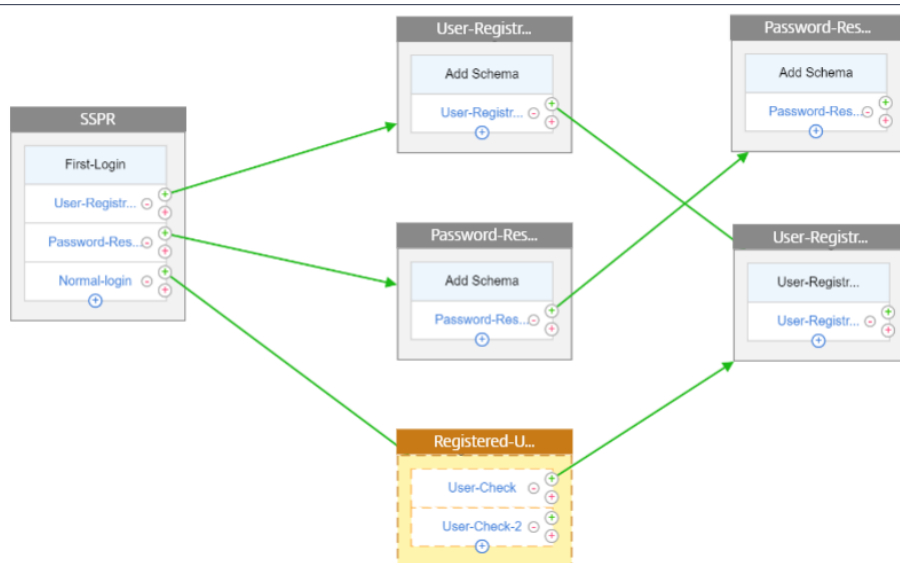 SSPR
First-Login
User-Registr...
Password-Res...
Normal-login
User-Registr...
Add Schema
User-Registr...
Password-Res...
Add Schema
Password-Res...
Registered-U...
User-Check
User-Check-2
Password-Res...
Add Schema
Password-Res...
User-Registr...
User-Registr...
User-Registr...